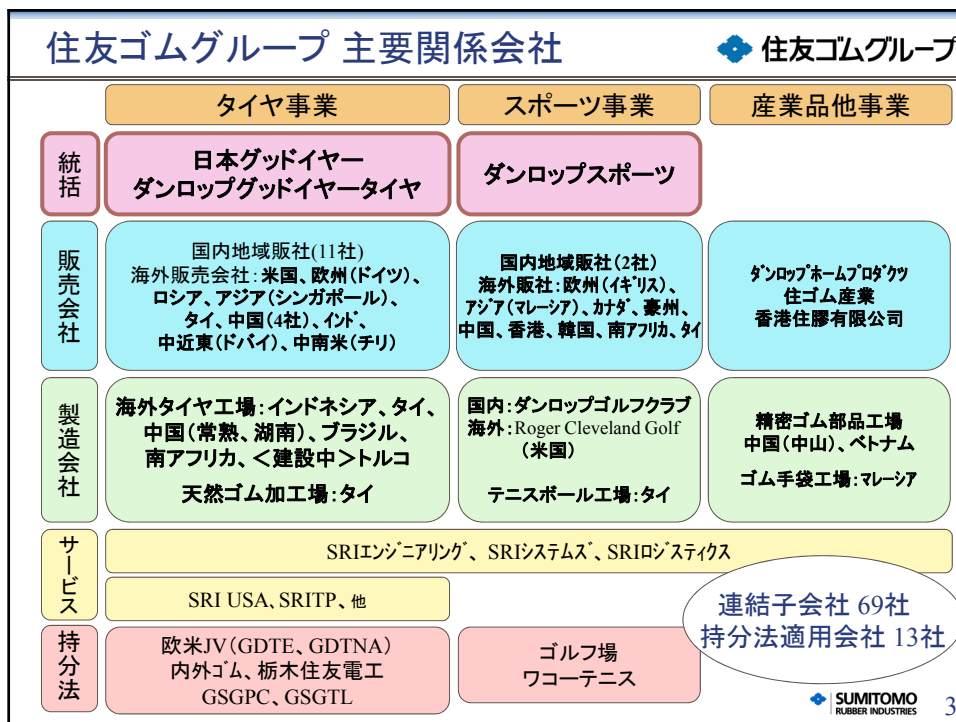 住友ゴムグループ 主要関係会社
住友ゴムグループ
タイヤ事業
スポーツ事業
産業品他事業
統括
日本グッドイヤー
ダンロップグッドイヤータイヤ
ダンロップスポーツ
販売会社
国内地域販社(11社)
海外販売会社：米国、欧州（ドイツ）、
ロシア、アジア（シンガポール）、
タイ、中国（4社）、ｲﾝﾄﾞ、
中近東（ドバイ）、中南米（チリ）
国内地域販社（2社）
海外販社：欧州（ｲｷﾞﾘｽ）、
ｱｼﾞｱ（ﾏﾚｰｼｱ）、ｶﾅﾀﾞ、豪州、
中国、香港、韓国、南アフリカ、タイ
ﾀﾞﾝﾛｯﾌﾟﾎｰﾑﾌﾟﾛﾀﾞｸﾂ
住ゴム産業
香港住膠有限公司
製造会社
海外タイヤ工場：インドネシア、タイ、
中国（常熟、湖南）、ブラジル、
南アフリカ、＜建設中＞トルコ
天然ゴム加工場：タイ
国内：ダンロップゴルフクラブ
海外：Roger Cleveland Golf
（米国）
テニスボール工場：タイ
精密ゴム部品工場
中国（中山）、ベトナム
ゴム手袋工場：ﾏﾚｰｼｱ
サービス
SRIｴﾝｼﾞﾆｱﾘﾝｸﾞ、SRIｼｽﾃﾑｽﾞ、SRIﾛｼﾞｽﾃｨｸｽ
SRI USA、SRITP、他
連結子会社 69社
持分法適用会社 13社
持分法
欧米JV（GDTE、GDTNA）
内外ｺﾞﾑ、栃木住友電工
GSGPC、GSGTL
ゴルフ場
ワコーテニス
SUMITOMO
RUBBER INDUSTRIES
3